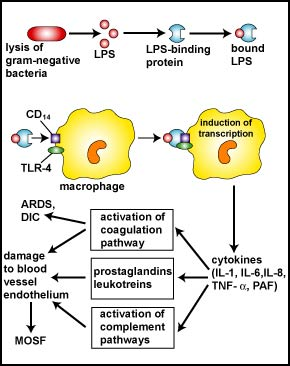 lysis of
gram-negative
bacteria
LPS
LPS-binding
protein
bound
LPS
CD14
TLR-4
macrophage
induction of
transcription
ARDS,
DIC
activation of
coagulation
pathway
damage
to blood
vessel
endothelium
prostaglandins
leukotreins
cytokines
(IL-1, IL-6,IL-8,
TNF- α, PAF)
MOSF
activation of
complement
pathways